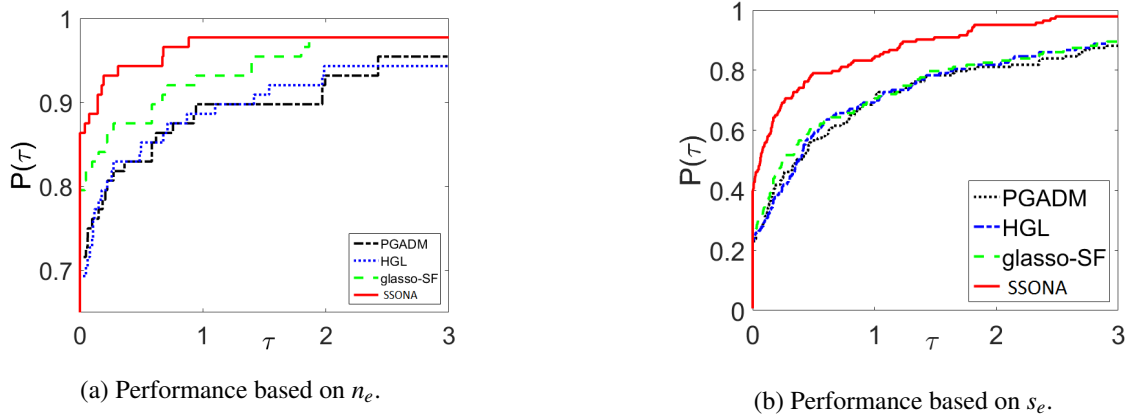 1
0.9
0.8
0.7
P(τ)
PGADM
HGL
glasso-SF
SSONA
0 1 2 3
τ
(a) Performance based on nₑ.
1
0.8
0.6
0.4
0.2
0
P(τ)
PGADM
HGL
glasso-SF
SSONA
0 1 2 3
τ
(b) Performance based on sₑ.